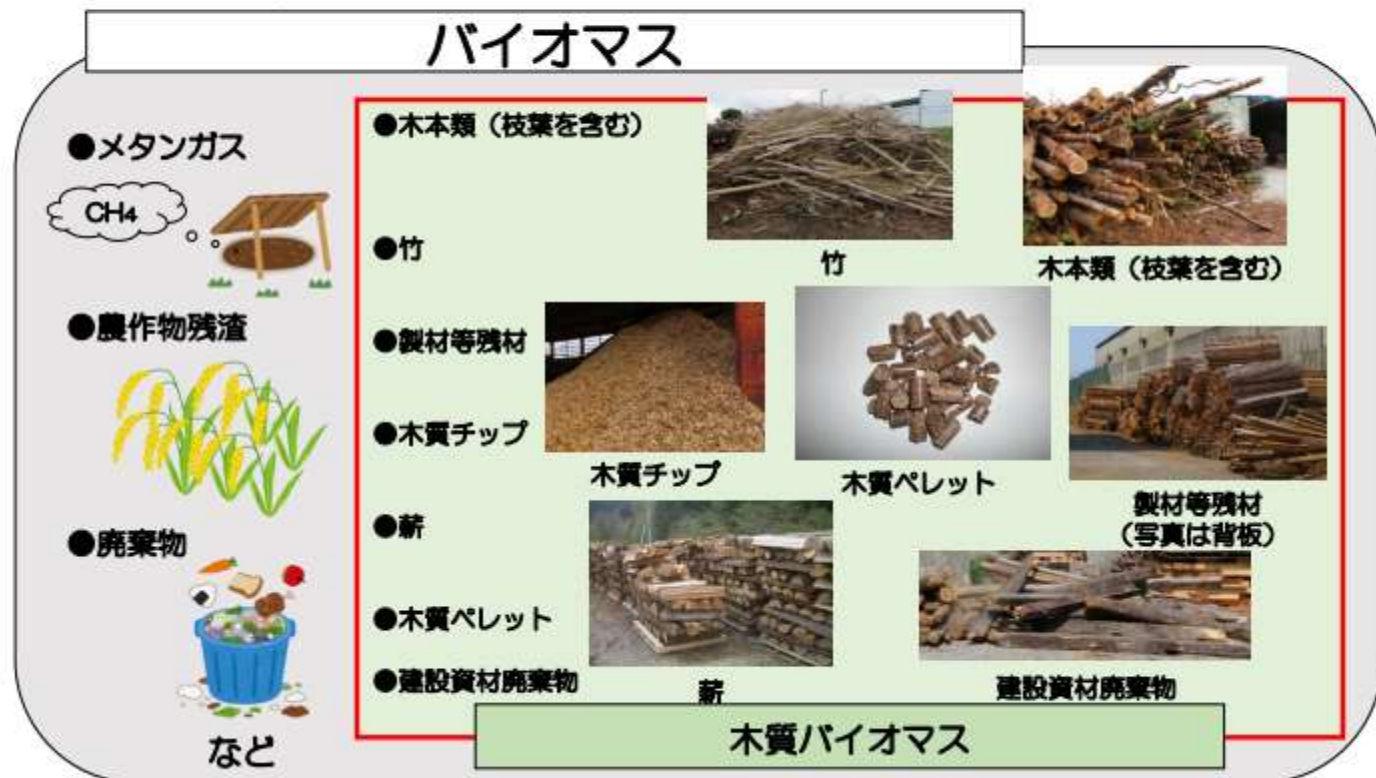 バイオマス
●メタンガス
CH4
●農作物残渣
●廃棄物
など
●木本類（枝葉を含む）
●竹
●製材等残材
●木質チップ
●薪
●木質ペレット
●建設資材廃棄物
竹
木本類（枝葉を含む）
木質チップ
木質ペレット
製材等残材
（写真は背板）
薪
建設資材廃棄物
木質バイオマス